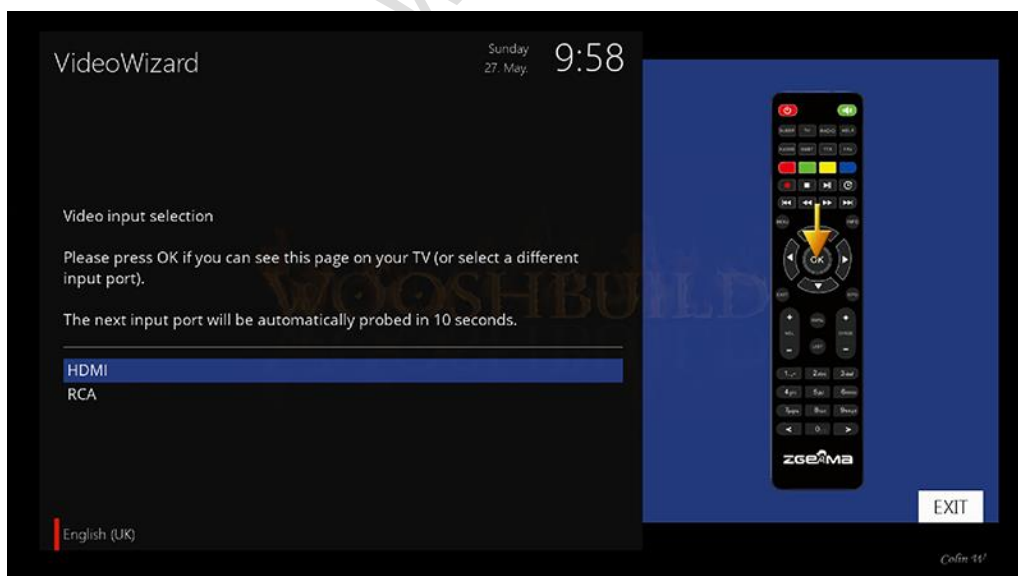 VideoWizard
Sunday
27. May.
9:58
Video input selection
Please press OK if you can see this page on your TV (or select a different
input port).
The next input port will be automatically probed in 10 seconds.
HDMI
RCA
English (UK)
WOOSHBUILD
OK
zgemma
EXIT
Colin W